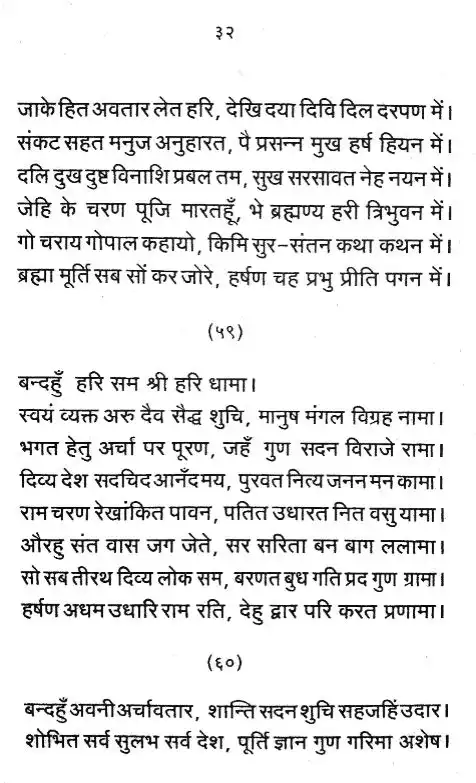 ३२
जाके हित अवतार लेत हरि, देखि दया दिवि दिल दरपण में।
संकट सहत मनुज अनुहारत, पै प्रसन्न मुख हर्ष हियन में।
दलि दुख दुष्ट विनाशि प्रबल तम, सुख सरसावत नेह नयन में।
जेहि के चरण पूजि मारतहूँ, भे ब्रह्मण्य हरी त्रिभुवन में।
गो चराय गोपाल कहायो, किमि सुर-संतन कथा कथन में।
ब्रह्मा मूर्ति सब सों कर जोरे, हर्षण चह प्रभु प्रीति पगन में।
(५९)
बन्दहुँ हरि सम श्री हरि धामा।
स्वयं व्यक्त अरु दैव सैद्ध शुचि, मानुष मंगल विग्रह नामा।
भगत हेतु अर्चा पर पूरण, जहँ गुण सदन विराजे रामा।
दिव्य देश सदचिद आनँदमय, पुरवत नित्य जनन मन कामा।
राम चरण रेखांकित पावन, पतित उधारत नित वसु यामा।
औरहु संत वास जग जेते, सर सरिता बन बाग ललामा।
सो सब तीरथ दिव्य लोक सम, बरणत बुध गति प्रद गुण ग्रामा।
हर्षण अधम उधारि राम रति, देहु द्वार परि करत प्रणामा।
(६०)
बन्दहुँ अवनी अर्चावतार, शान्ति सदन शुचि सहजहिं उदार।
शोभित सर्व सुलभ सर्व देश, पूर्ति ज्ञान गुण गरिमा अशेष।